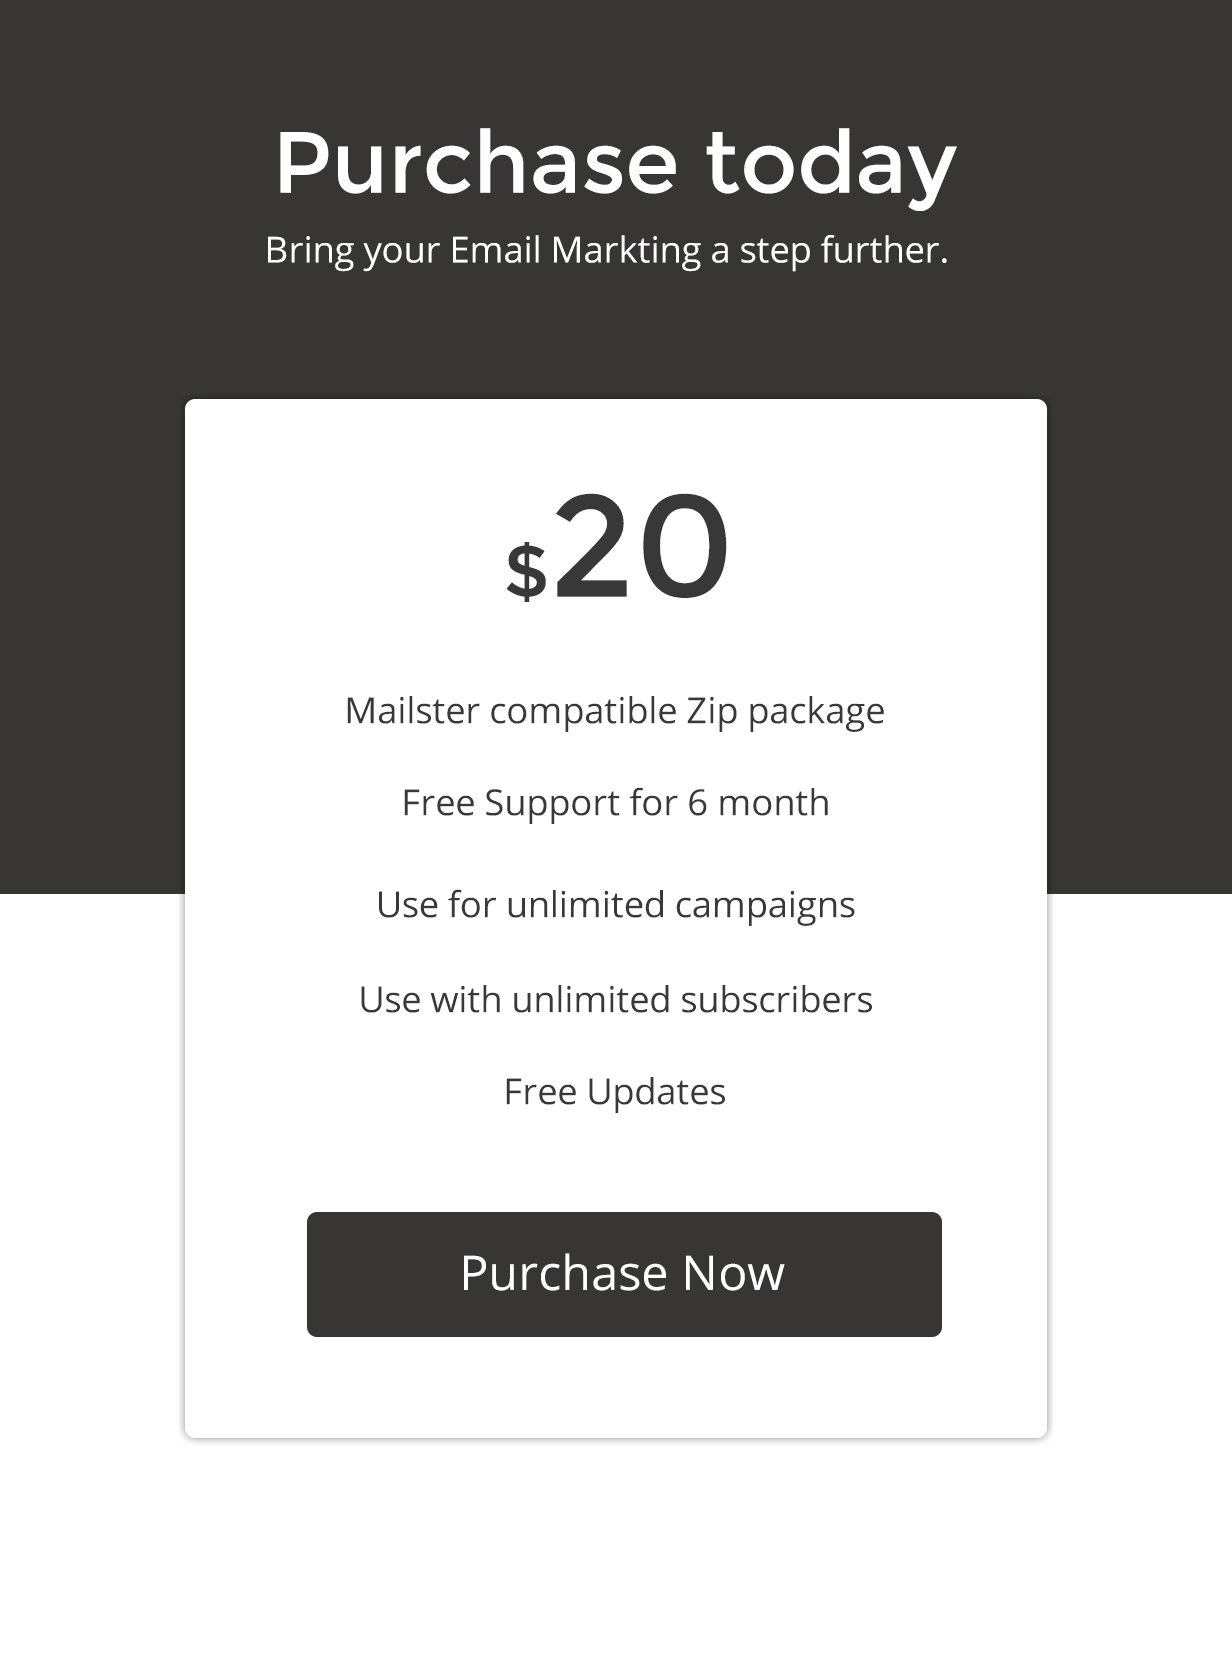 Purchase today
Bring your Email Markting a step further.
$20
Mailster compatible Zip package
Free Support for 6 month
Use for unlimited campaigns
Use with unlimited subscribers
Free Updates
Purchase Now